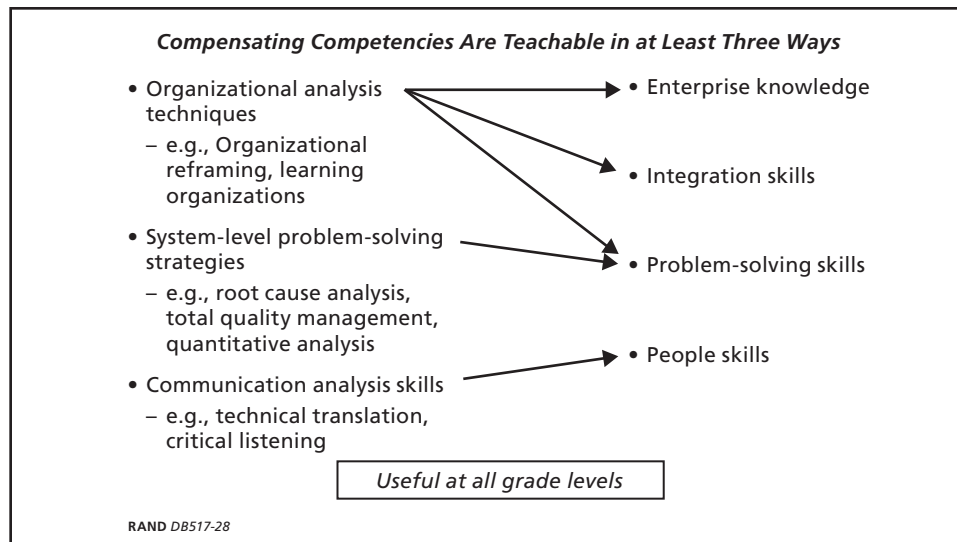 Compensating Competencies Are Teachable in at Least Three Ways
• Organizational analysis
techniques
– e.g., Organizational
reframing, learning
organizations
• System-level problem-solving
strategies
– e.g., root cause analysis,
total quality management,
quantitative analysis
• Communication analysis skills
– e.g., technical translation,
critical listening
• Enterprise knowledge
• Integration skills
• Problem-solving skills
• People skills
Useful at all grade levels
RAND DB517-28